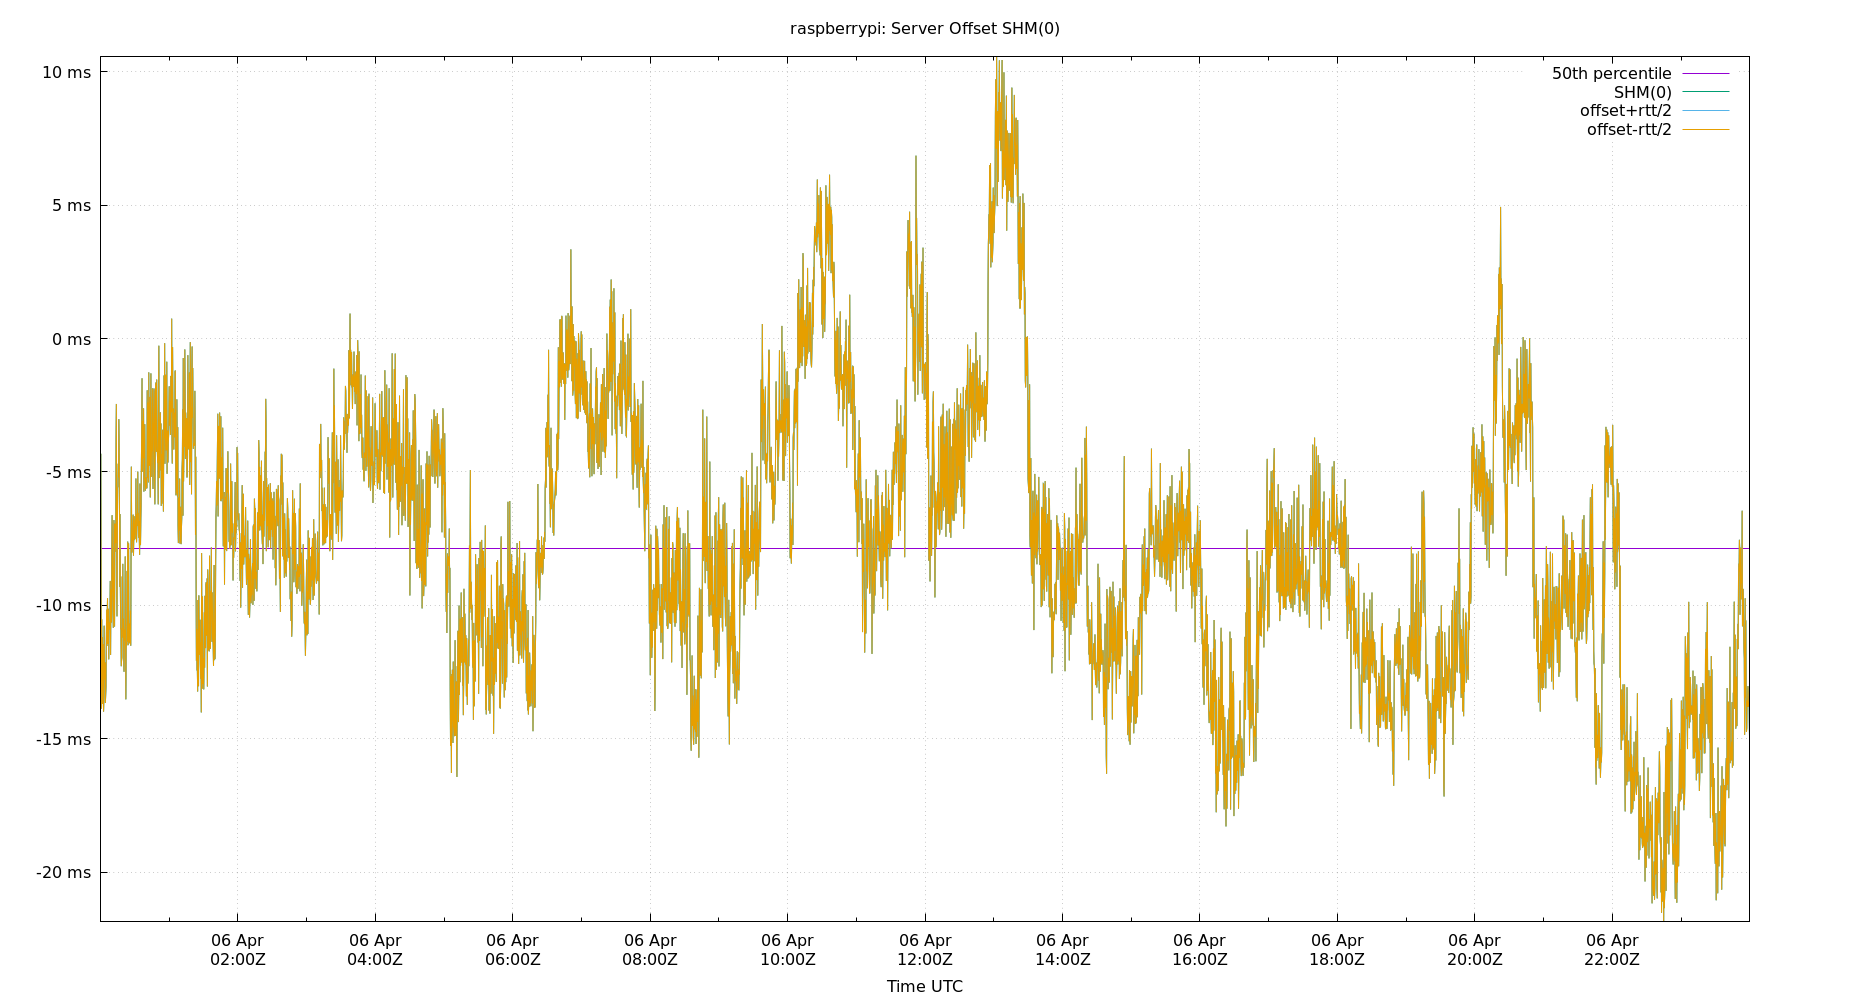 raspberrypi: Server Offset SHM(0)
10 ms
5 ms
0 ms
-5 ms
-10 ms
-15 ms
-20 ms
50th percentile
SHM(0)
offset+rtt/2
offset-rtt/2
06 Apr 06 Apr 06 Apr 06 Apr 06 Apr 06 Apr 06 Apr 06 Apr 06 Apr 06 Apr 06 Apr
02:00Z 04:00Z 06:00Z 08:00Z 10:00Z 12:00Z 14:00Z 16:00Z 18:00Z 20:00Z 22:00Z
Time UTC